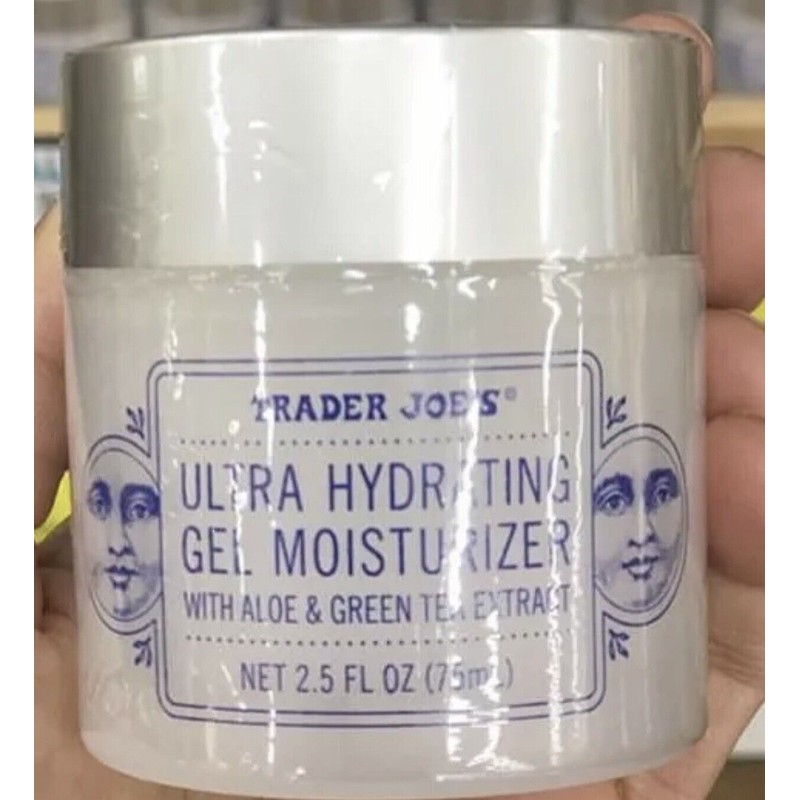 TRADER JOE'S®
ULTRA HYDRATING
GEL MOISTURIZER
WITH ALOE & GREEN TEA EXTRACT
NET 2.5 FL OZ (75mL)